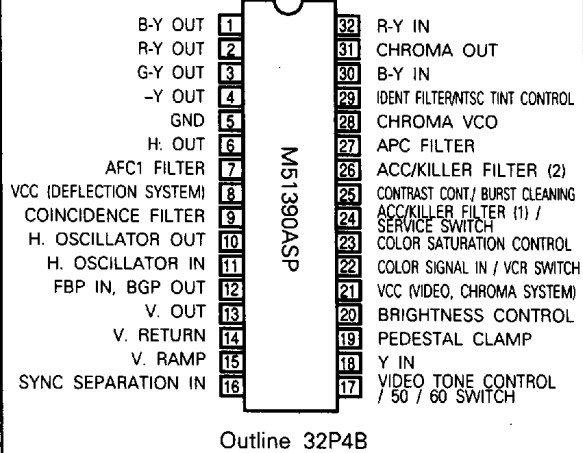 B-Y OUT 1
R-Y OUT 2
G-Y OUT 3
-Y OUT 4
GND 5
H: OUT 6
AFC1 FILTER 7
VCC (DEFLECTION SYSTEM) 8
COINCIDENCE FILTER 9
H. OSCILLATOR OUT 10
H. OSCILLATOR IN 11
FBP IN, BGP OUT 12
V. OUT 13
V. RETURN 14
V. RAMP 15
SYNC SEPARATION IN 16
M51390ASP
32 R-Y IN
31 CHROMA OUT
30 B-Y IN
29 IDENT FILTER/NTSC TINT CONTROL
28 CHROMA VCO
27 APC FILTER
26 ACC/KILLER FILTER (2)
25 CONTRAST CONT./ BURST CLEANING
24 ACC/KILLER FILTER (1) /
SERVICE SWITCH
23 COLOR SATURATION CONTROL
22 COLOR SIGNAL IN / VCR SWITCH
21 VCC (VIDEO, CHROMA SYSTEM)
20 BRIGHTNESS CONTROL
19 PEDESTAL CLAMP
18 Y IN
17 VIDEO TONE CONTROL
/ 50 / 60 SWITCH
Outline 32P4B